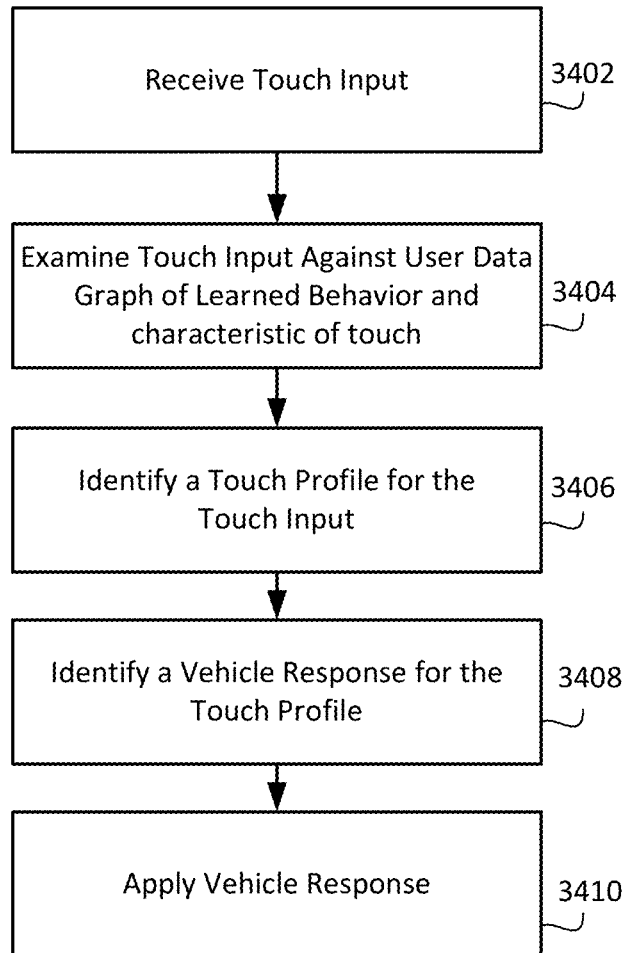 Receive Touch Input
3402
Examine Touch Input Against User Data
Graph of Learned Behavior and
characteristic of touch
3404
Identify a Touch Profile for the
Touch Input
3406
Identify a Vehicle Response for the
Touch Profile
3408
Apply Vehicle Response
3410